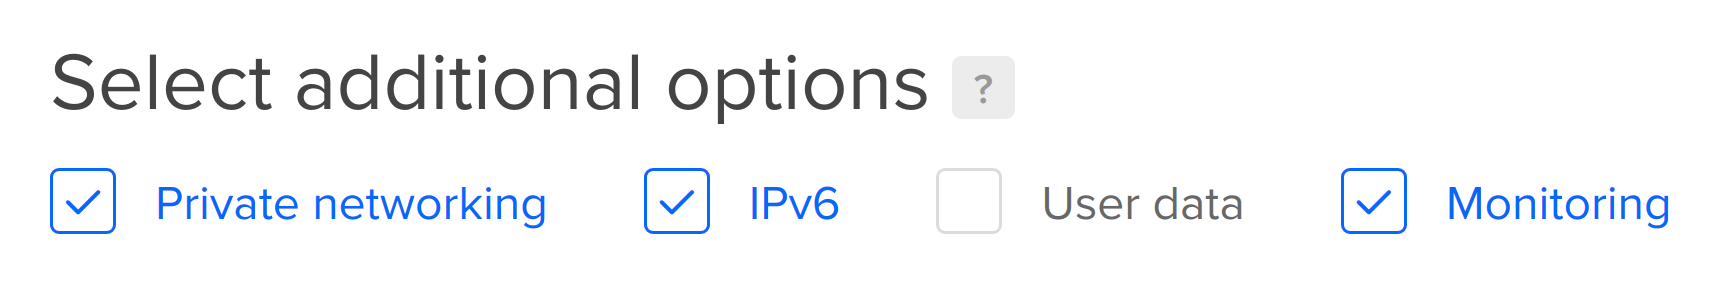 Select additional options ?
Private networking IPv6 User data Monitoring